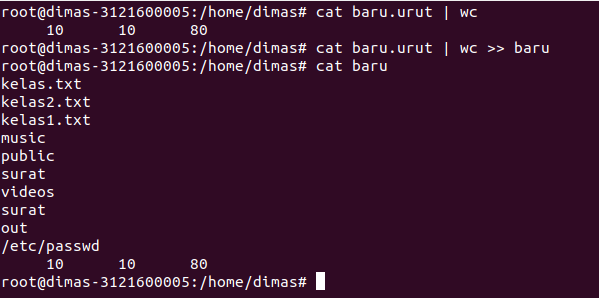 root@dimas-3121600005:/home/dimas# cat baru.urut | wc
     10      10      80
root@dimas-3121600005:/home/dimas# cat baru.urut | wc >> baru
root@dimas-3121600005:/home/dimas# cat baru
kelas.txt
kelas2.txt
kelas1.txt
music
public
surat
videos
surat
out
/etc/passwd
     10      10      80
root@dimas-3121600005:/home/dimas#